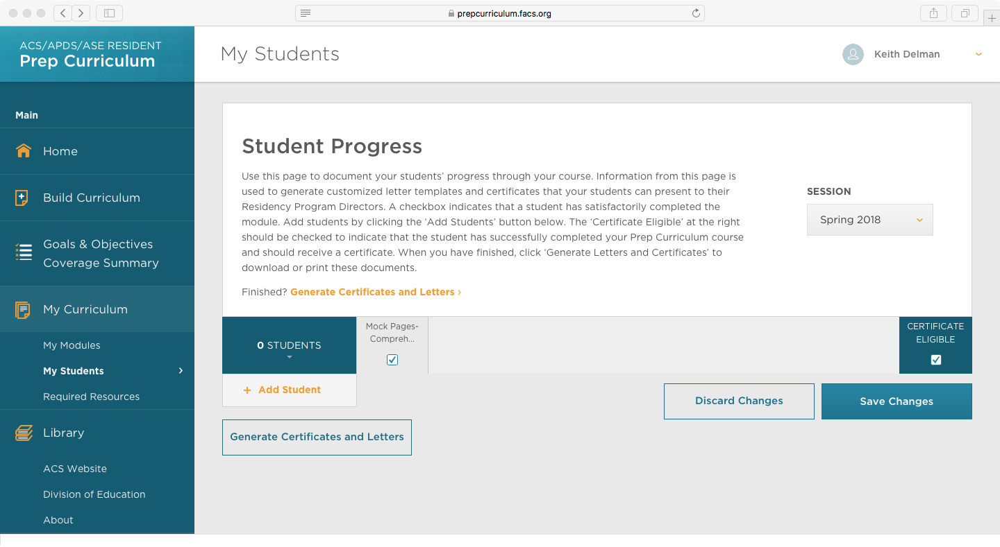 prepcurriculum.facs.org
ACS/APDS/ASE RESIDENT
Prep Curriculum
My Students
Keith Delman
Main
Home
Build Curriculum
Goals & Objectives
Coverage Summary
My Curriculum
My Modules
My Students
Required Resources
Library
ACS Website
Division of Education
About
Student Progress
Use this page to document your students’ progress through your course. Information from this page is
used to generate customized letter templates and certificates that your students can present to their
Residency Program Directors. A checkbox indicates that a student has satisfactorily completed the
module. Add students by clicking the ‘Add Students’ button below. The ‘Certificate Eligible’ at the right
should be checked to indicate that the student has successfully completed your Prep Curriculum course
and should receive a certificate. When you have finished, click ‘Generate Letters and Certificates’ to
download or print these documents.
Finished? Generate Certificates and Letters ›
SESSION
Spring 2018
0 STUDENTS
Mock Pages-
Compreh...
CERTIFICATE
ELIGIBLE
+ Add Student
Discard Changes
Save Changes
Generate Certificates and Letters